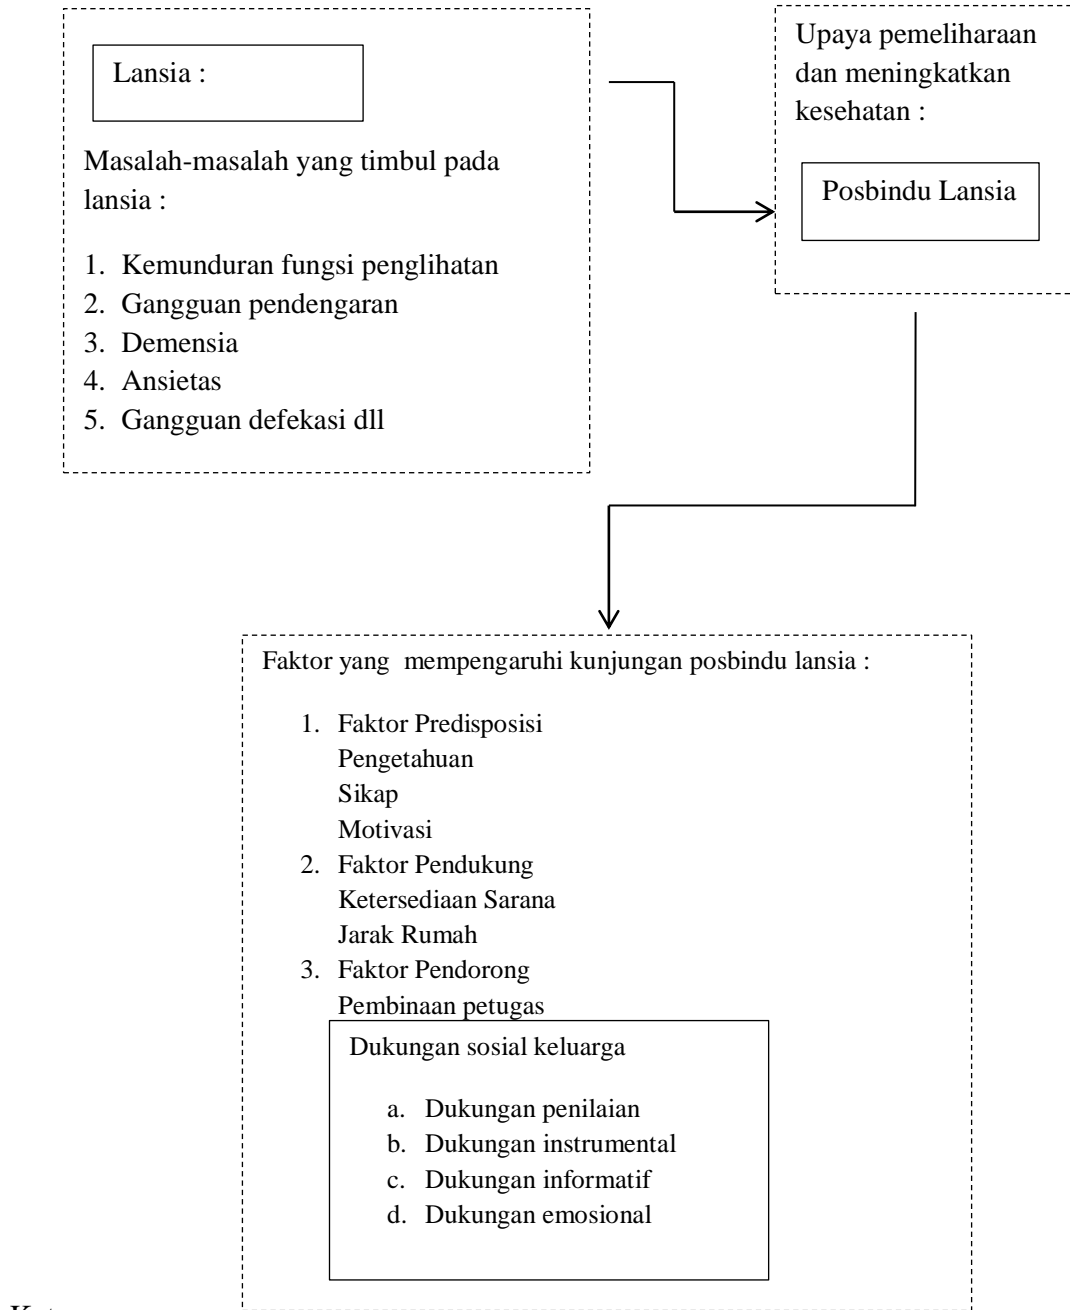 Lansia :
Masalah-masalah yang timbul pada
lansia :
1. Kemunduran fungsi penglihatan
2. Gangguan pendengaran
3. Demensia
4. Ansietas
5. Gangguan defekasi dll
Upaya pemeliharaan
dan meningkatkan
kesehatan :
Posbindu Lansia
Faktor yang mempengaruhi kunjungan posbindu lansia :
1. Faktor Predisposisi
Pengetahuan
Sikap
Motivasi
2. Faktor Pendukung
Ketersediaan Sarana
Jarak Rumah
3. Faktor Pendorong
Pembinaan petugas
Dukungan sosial keluarga
a. Dukungan penilaian
b. Dukungan instrumental
c. Dukungan informatif
d. Dukungan emosional